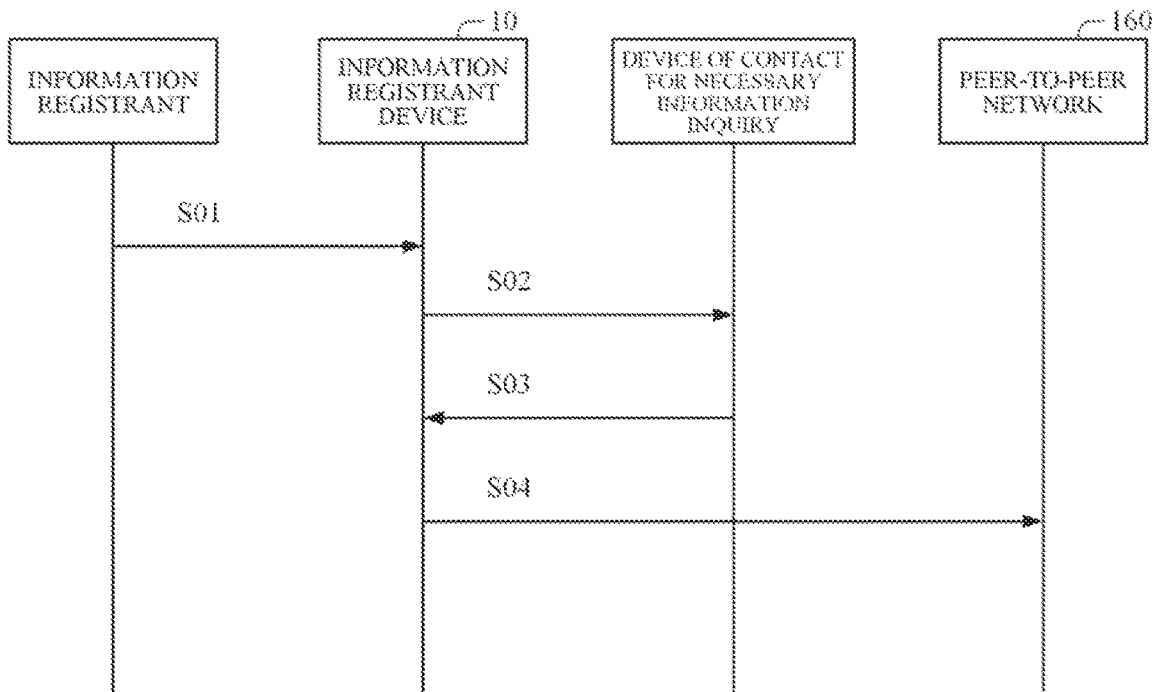 10
160
INFORMATION
REGISTRANT
INFORMATION
REGISTRANT
DEVICE
DEVICE OF CONTACT
FOR NECESSARY
INFORMATION
INQUIRY
PEER-TO-PEER
NETWORK
S01
S02
S03
S04